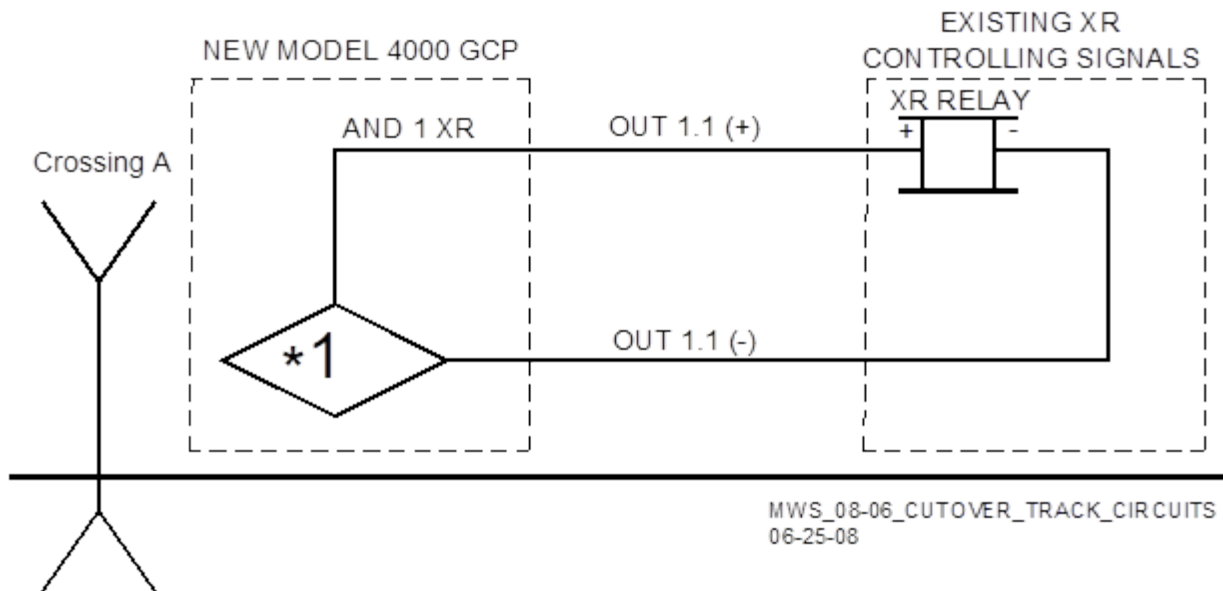 EXISTING XR
CONTROLLING SIGNALS
NEW MODEL 4000 GCP
XR RELAY
+ -
AND 1 XR
OUT 1.1 (+)
Crossing A
*1
OUT 1.1 (-)
MWS_08-06_CUTOVER_TRACK_CIRCUITS
06-25-08